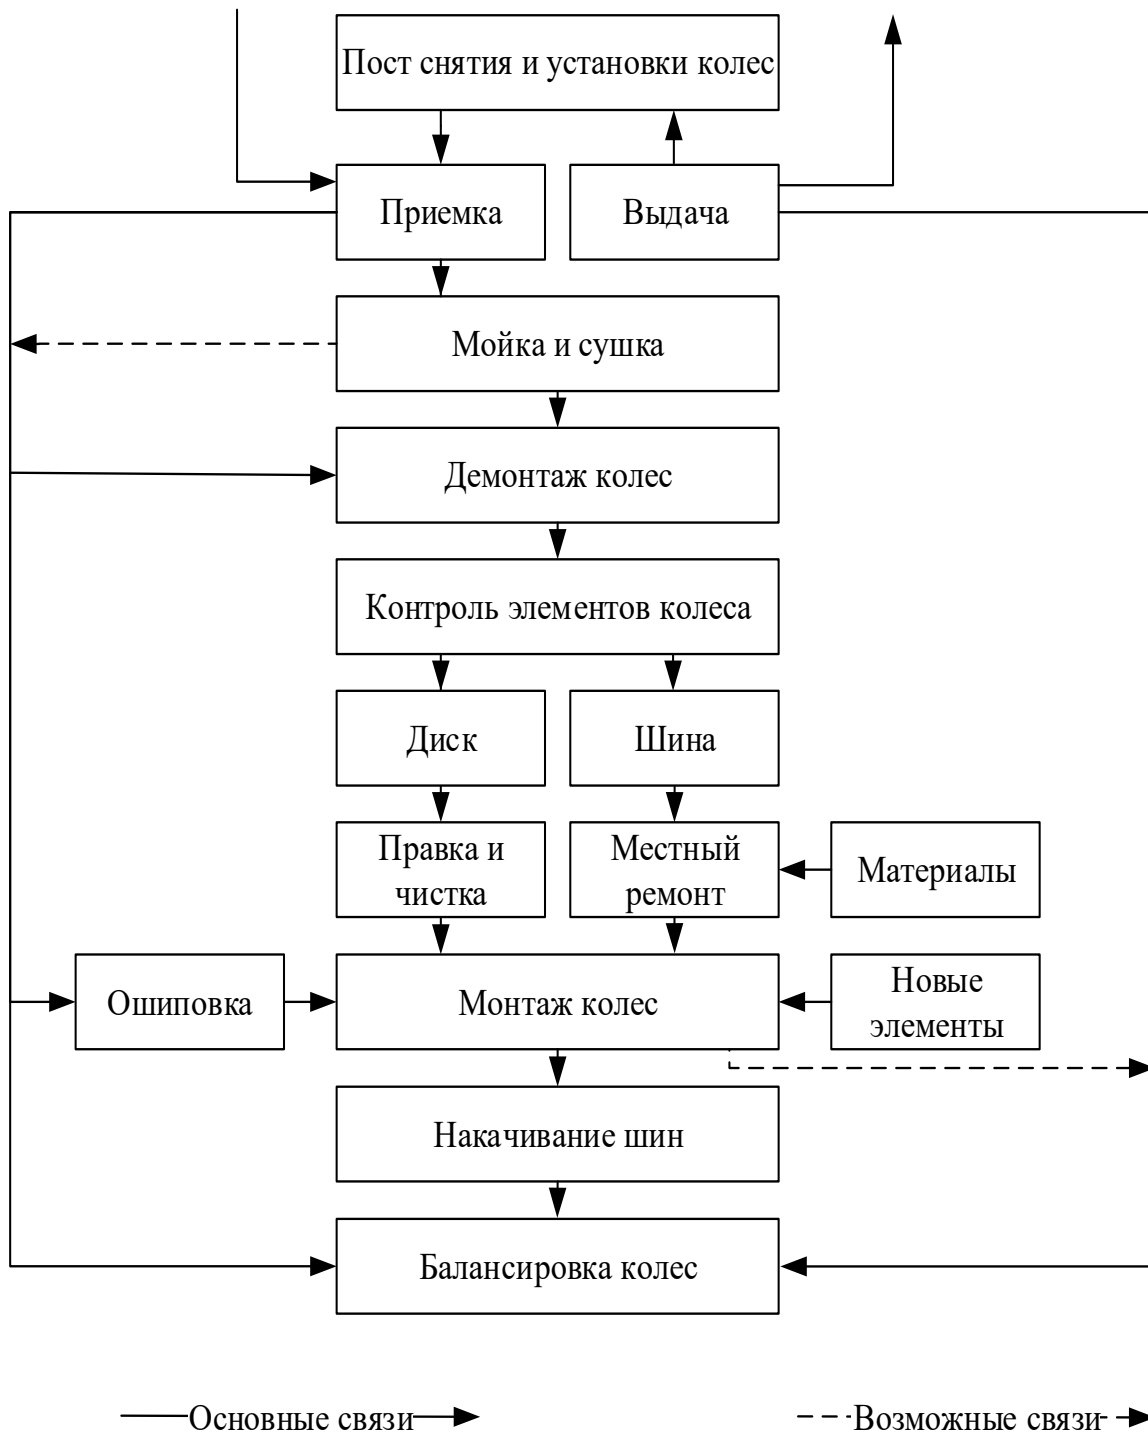 Пост снятия и установки колес
Приемка
Выдача
Мойка и сушка
Демонтаж колес
Контроль элементов колеса
Диск
Шина
Правка и
чистка
Местный
ремонт
Материалы
Ошиповка
Монтаж колес
Новые
элементы
Накачивание шин
Балансировка колес
Основные связи
Возможные связи